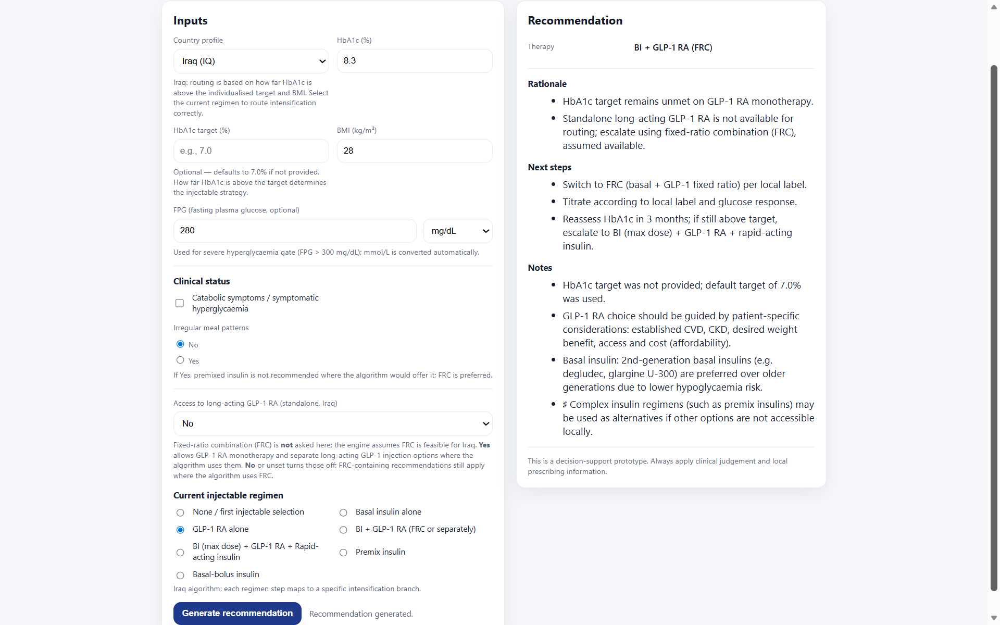 Inputs
Country profile
HbA1c (%)
Iraq (IQ)
8.3
Iraq: routing is based on how far HbA1c is
above the individualised target and BMI. Select
the current regimen to route intensification
correctly.
HbA1c target (%)
BMI (kg/m²)
e.g., 7.0
28
Optional — defaults to 7.0% if not provided.
How far HbA1c is above the target determines
the injectable strategy.
FPG (fasting plasma glucose, optional)
280
mg/dL
Used for severe hyperglycaemia gate (FPG > 300 mg/dL); mmol/L is converted automatically.
Clinical status
Catabolic symptoms / symptomatic
hyperglycaemia
Irregular meal patterns
No
Yes
If Yes, premixed insulin is not recommended where the algorithm would offer it; FRC is preferred.
Access to long-acting GLP-1 RA (standalone, Iraq)
No
Fixed-ratio combination (FRC) is not asked here; the engine assumes FRC is feasible for Iraq. Yes
allows GLP-1 RA monotherapy and separate long-acting GLP-1 injection options where the
algorithm uses them. No or unset turns those off; FRC-containing recommendations still apply
where the algorithm uses FRC.
Current injectable regimen
None / first injectable selection
Basal insulin alone
GLP-1 RA alone
BI + GLP-1 RA (FRC or separately)
BI (max dose) + GLP-1 RA + Rapid-
acting insulin
Premix insulin
Basal-bolus insulin
Iraq algorithm: each regimen step maps to a specific intensification branch.
Generate recommendation
Recommendation generated.
Recommendation
Therapy
BI + GLP-1 RA (FRC)
Rationale
• HbA1c target remains unmet on GLP-1 RA monotherapy.
• Standalone long-acting GLP-1 RA is not available for
routing; escalate using fixed-ratio combination (FRC),
assumed available.
Next steps
• Switch to FRC (basal + GLP-1 fixed ratio) per local label.
• Titrate according to local label and glucose response.
• Reassess HbA1c in 3 months; if still above target,
escalate to BI (max dose) + GLP-1 RA + rapid-acting
insulin.
Notes
• HbA1c target was not provided; default target of 7.0%
was used.
• GLP-1 RA choice should be guided by patient-specific
considerations: established CVD, CKD, desired weight
benefit, access and cost (affordability).
• Basal insulin: 2nd-generation basal insulins (e.g.
degludec, glargine U-300) are preferred over older
generations due to lower hypoglycaemia risk.
• ♯ Complex insulin regimens (such as premix insulins) may
be used as alternatives if other options are not accessible
locally.
This is a decision-support prototype. Always apply clinical judgement and local
prescribing information.